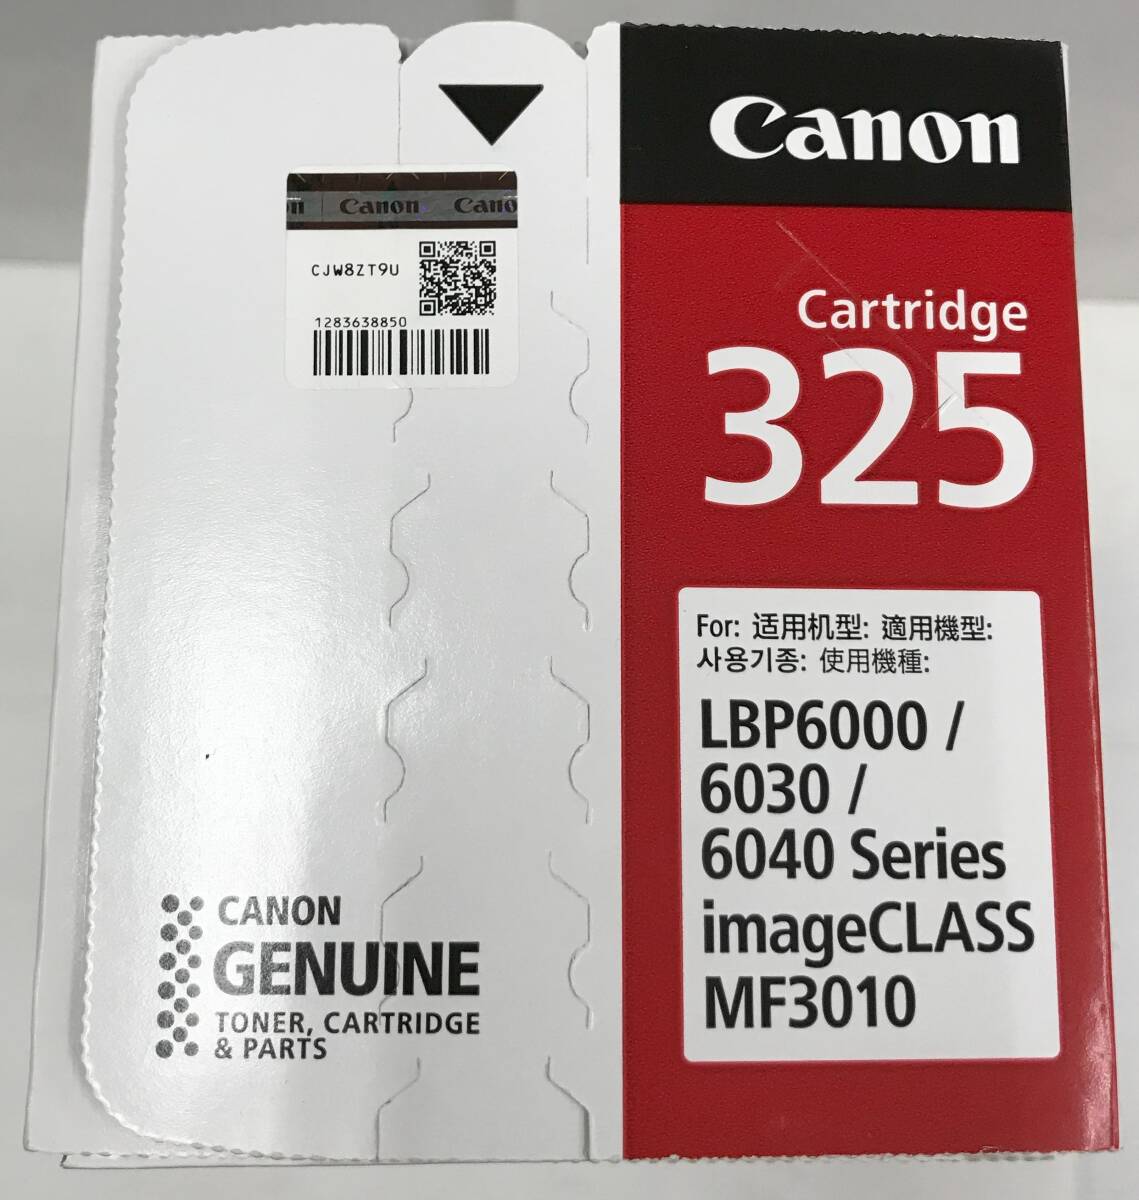 Canon
Canon Cano
CJW8ZT9U
1283638850
Cartridge
325
For: 适用机型: 適用機型:
사용기종: 使用機種:
LBP6000 /
6030 /
6040 Series
imageCLASS
MF3010
CANON
GENUINE
TONER, CARTRIDGE
& PARTS